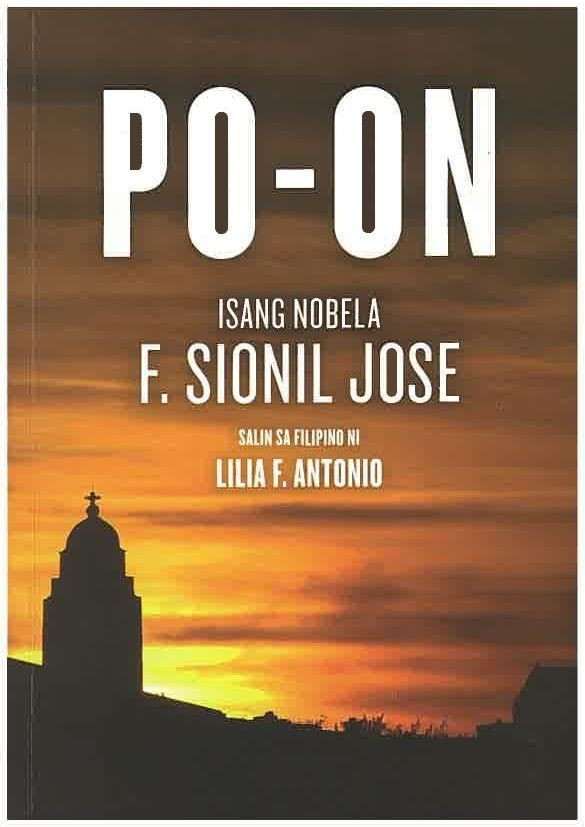 PO-ON
ISANG NOBELA
F. SIONIL JOSE
SALIN SA FILIPINO NI
LILIA F. ANTONIO